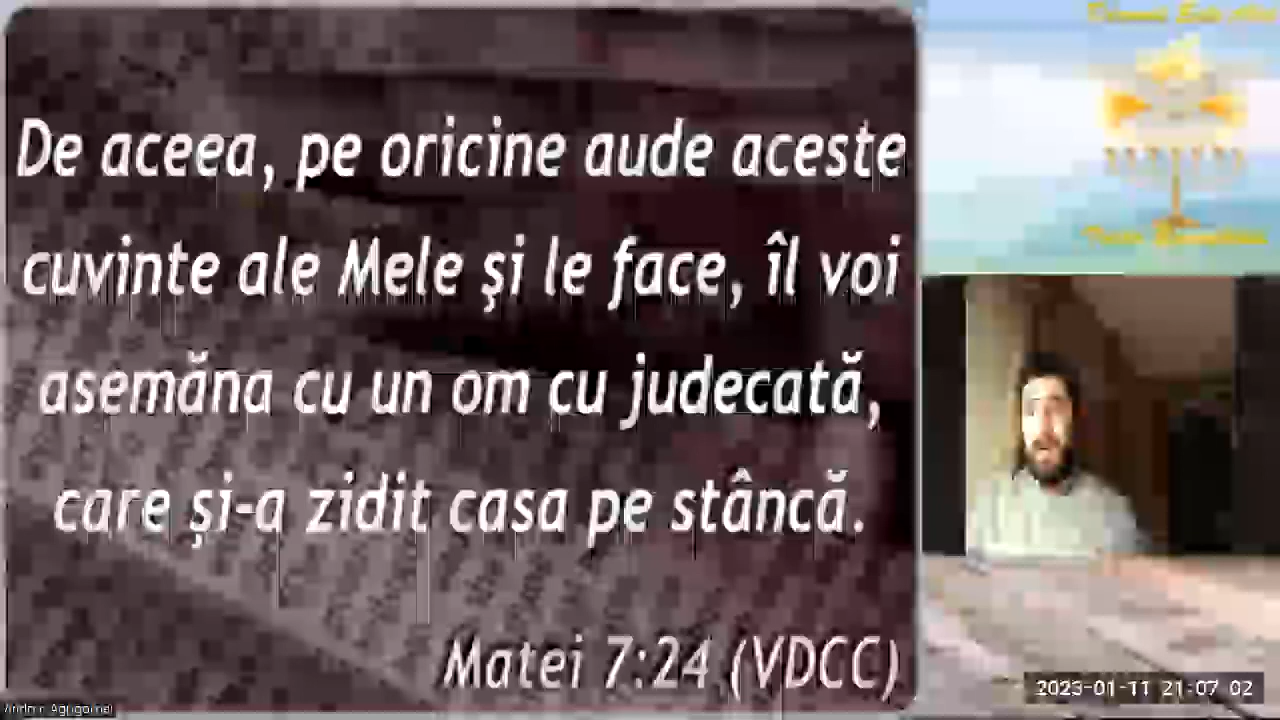 De aceea, pe oricine aude aceste
cuvinte ale Mele şi le face, îl voi
asemăna cu un om cu judecată,
care şi-a zidit casa pe stâncă.
Matei 7:24 (VDCC)
2023-01-11 21:07:02